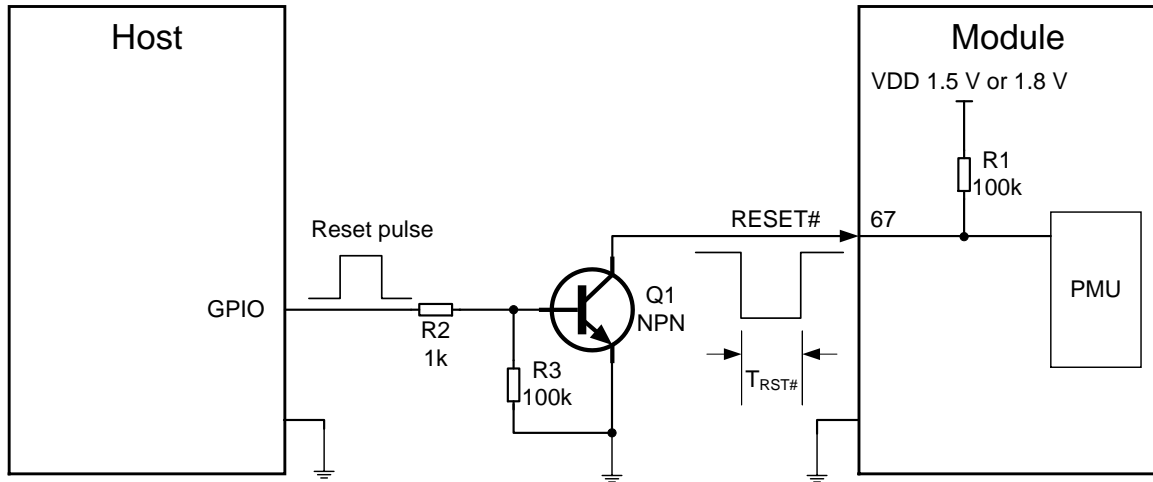 Host
Module
VDD 1.5 V or 1.8 V
R1
100k
RESET#
67
Reset pulse
GPIO
R2
1k
Q1
NPN
PMU
R3
100k
TRST#